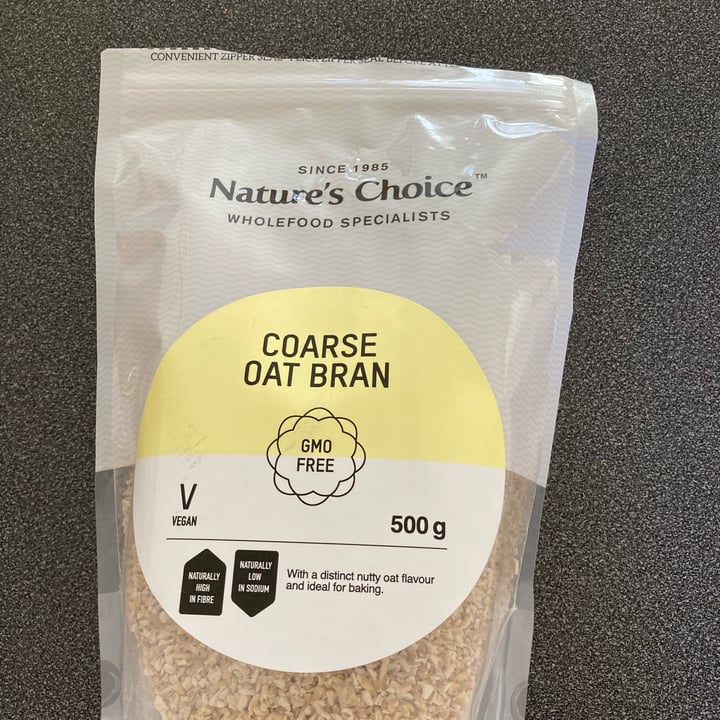 CONVENIENT ZIPPER SEAL
SINCE 1985
Nature's Choice™
WHOLEFOOD SPECIALISTS
COARSE
OAT BRAN
GMO
FREE
V
VEGAN
500 g
NATURALLY
HIGH
IN FIBRE
NATURALLY
LOW
IN SODIUM
With a distinct nutty oat flavour
and ideal for baking.